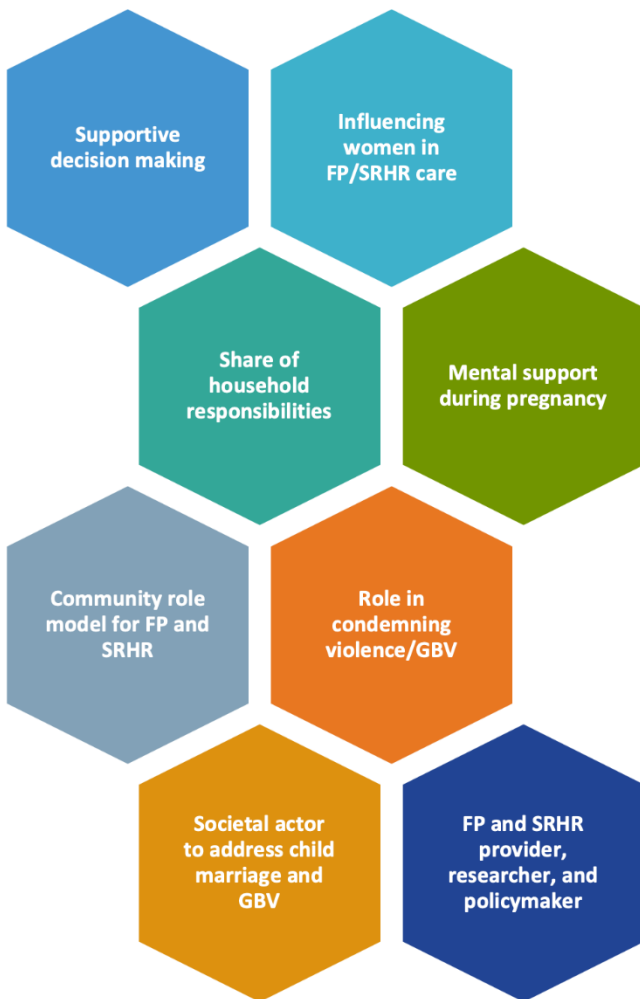 Supportive
decision making
Influencing
women in
FP/SRHR care
Share of
household
responsibilities
Mental support
during pregnancy
Community role
model for FP and
SRHR
Role in
condemning
violence/GBV
Societal actor
to address child
marriage and
GBV
FP and SRHR
provider,
researcher, and
policymaker